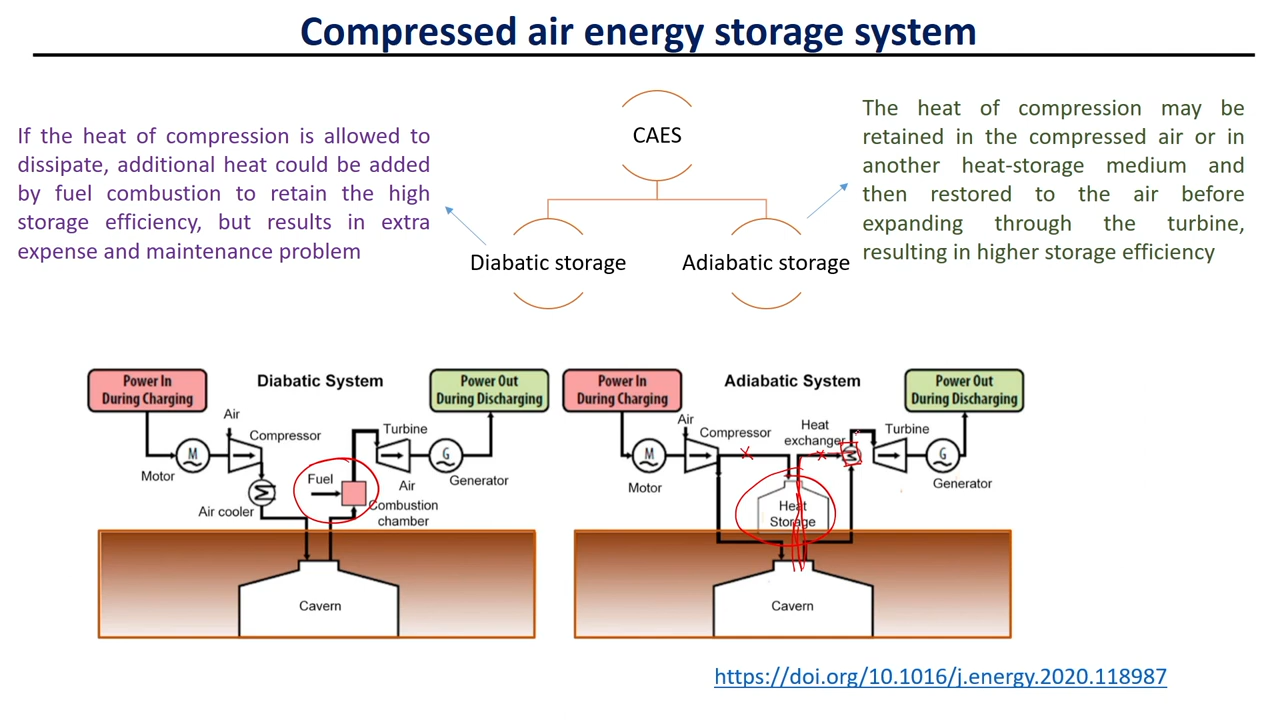 Compressed air energy storage system
If the heat of compression is allowed to
dissipate, additional heat could be added
by fuel combustion to retain the high
storage efficiency, but results in extra
expense and maintenance problem
CAES
Diabatic storage
Adiabatic storage
The heat of compression may be
retained in the compressed air or in
another heat-storage medium and
then restored to the air before
expanding through the turbine,
resulting in higher storage efficiency
Power In
During Charging
Diabatic System
Power Out
During Discharging
Air
Compressor
Turbine
M
Motor
Fuel
G
Air
Generator
Air cooler
Combustion
chamber
Cavern
Power In
During Charging
Adiabatic System
Power Out
During Discharging
Air
Compressor
Heat
exchanger
Turbine
M
Motor
G
Generator
Heat
Storage
Cavern
https://doi.org/10.1016/j.energy.2020.118987